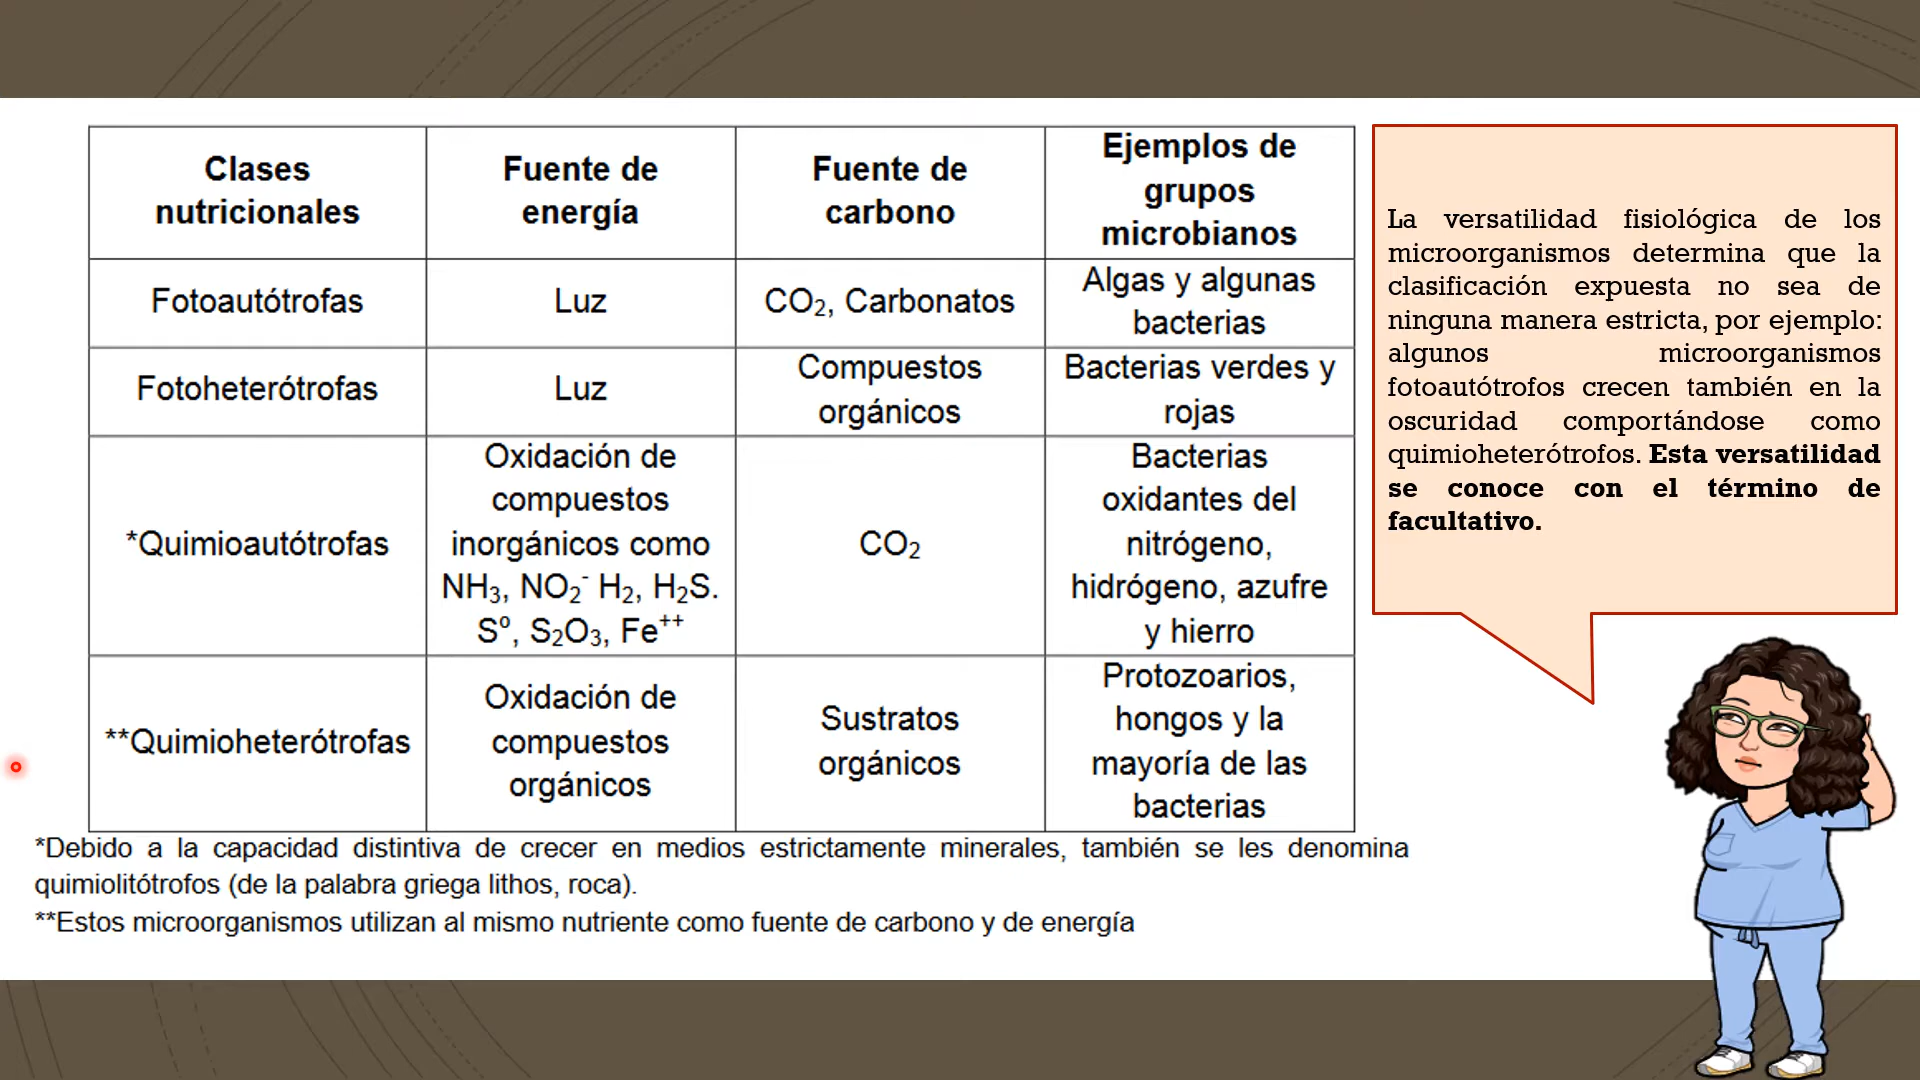 Clases nutricionales | Fuente de energía | Fuente de carbono | Ejemplos de grupos microbianos
Fotoautótrofas | Luz | CO₂, Carbonatos | Algas y algunas bacterias
Fotoheterótrofas | Luz | Compuestos orgánicos | Bacterias verdes y rojas
*Quimioautótrofas | Oxidación de compuestos inorgánicos como NH₃, NO₂⁻ H₂, H₂S. Sº, S₂O₃, Fe⁺⁺ | CO₂ | Bacterias oxidantes del nitrógeno, hidrógeno, azufre y hierro
**Quimioheterótrofas | Oxidación de compuestos orgánicos | Sustratos orgánicos | Protozoarios, hongos y la mayoría de las bacterias
*Debido a la capacidad distintiva de crecer en medios estrictamente minerales, también se les denomina
quimiolitótrofos (de la palabra griega lithos, roca).
**Estos microorganismos utilizan al mismo nutriente como fuente de carbono y de energía
La versatilidad fisiológica de los
microorganismos determina que la
clasificación expuesta no sea de
ninguna manera estricta, por ejemplo:
algunos microorganismos
fotoautótrofos crecen también en la
oscuridad comportándose como
quimioheterótrofos. Esta versatilidad
se conoce con el término de
facultativo.